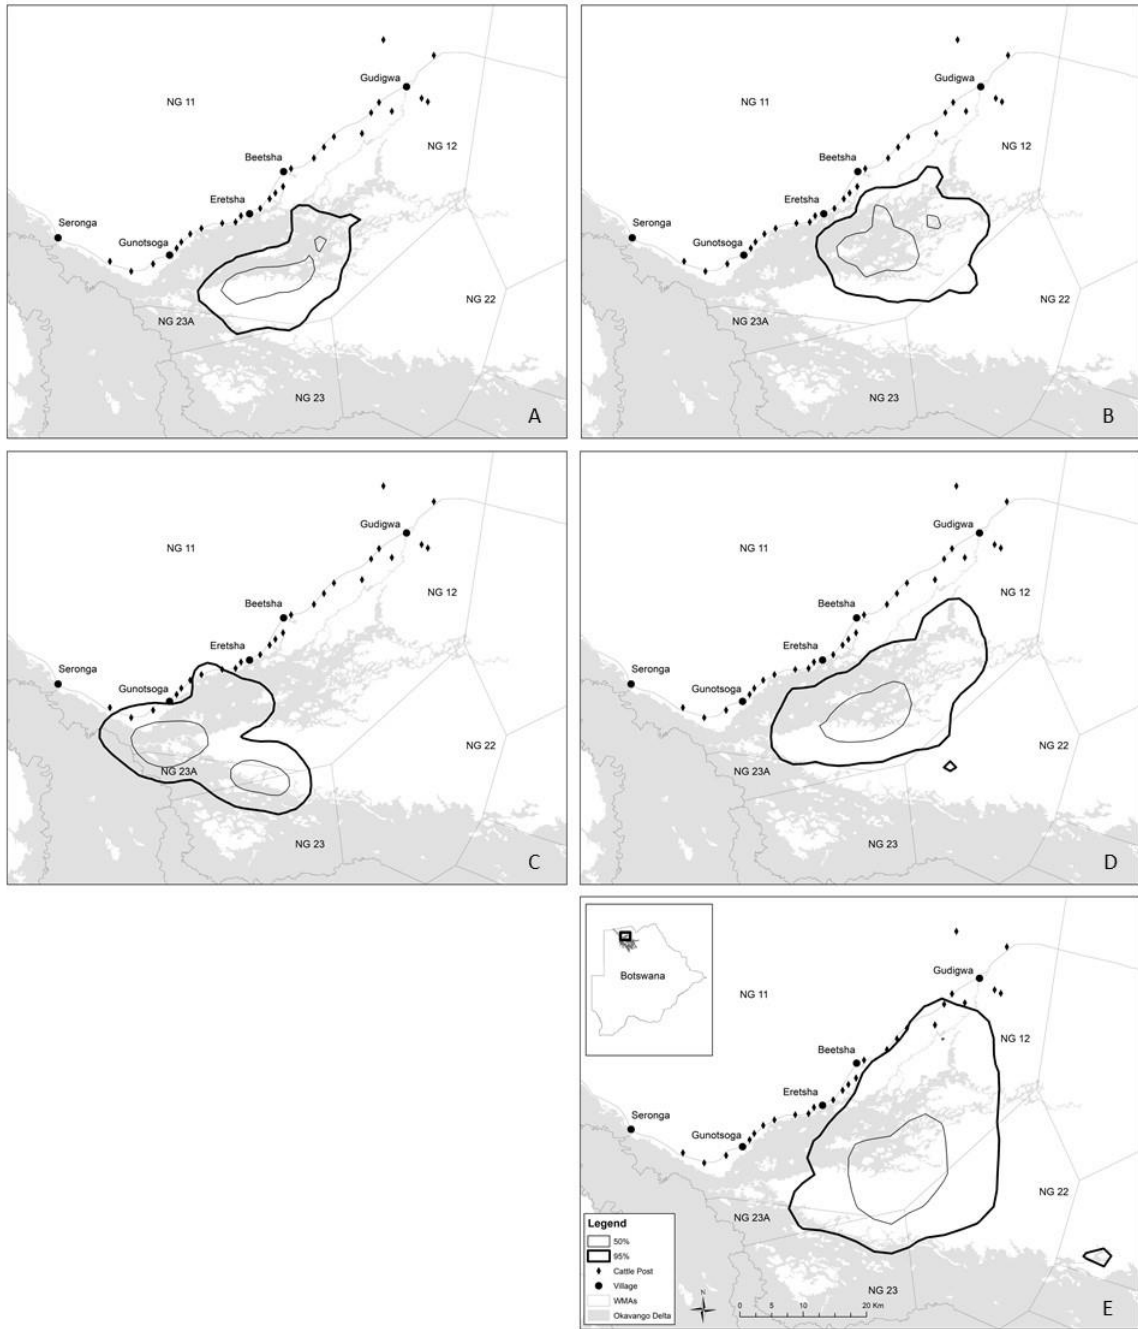 Gudigwa
NG 11
NG 12
Beetsha
Eretsha
Seronga
Gunotsoga
NG 22
NG 23A
NG 23
A
Gudigwa
NG 11
NG 12
Beetsha
Eretsha
Seronga
Gunotsoga
NG 22
NG 23A
NG 23
B
Gudigwa
NG 11
NG 12
Beetsha
Eretsha
Seronga
Gunotsoga
NG 22
NG 23A
NG 23
C
Gudigwa
NG 11
NG 12
Beetsha
Eretsha
Seronga
Gunotsoga
NG 22
NG 23A
NG 23
D
Botswana
Gudigwa
NG 11
NG 12
Beetsha
Eretsha
Seronga
Gunotsoga
NG 22
NG 23A
Legend
50%
95%
Cattle Post
Village
WMAs
Okavango Delta
NG 23
N
0 5 10 20 Km
E